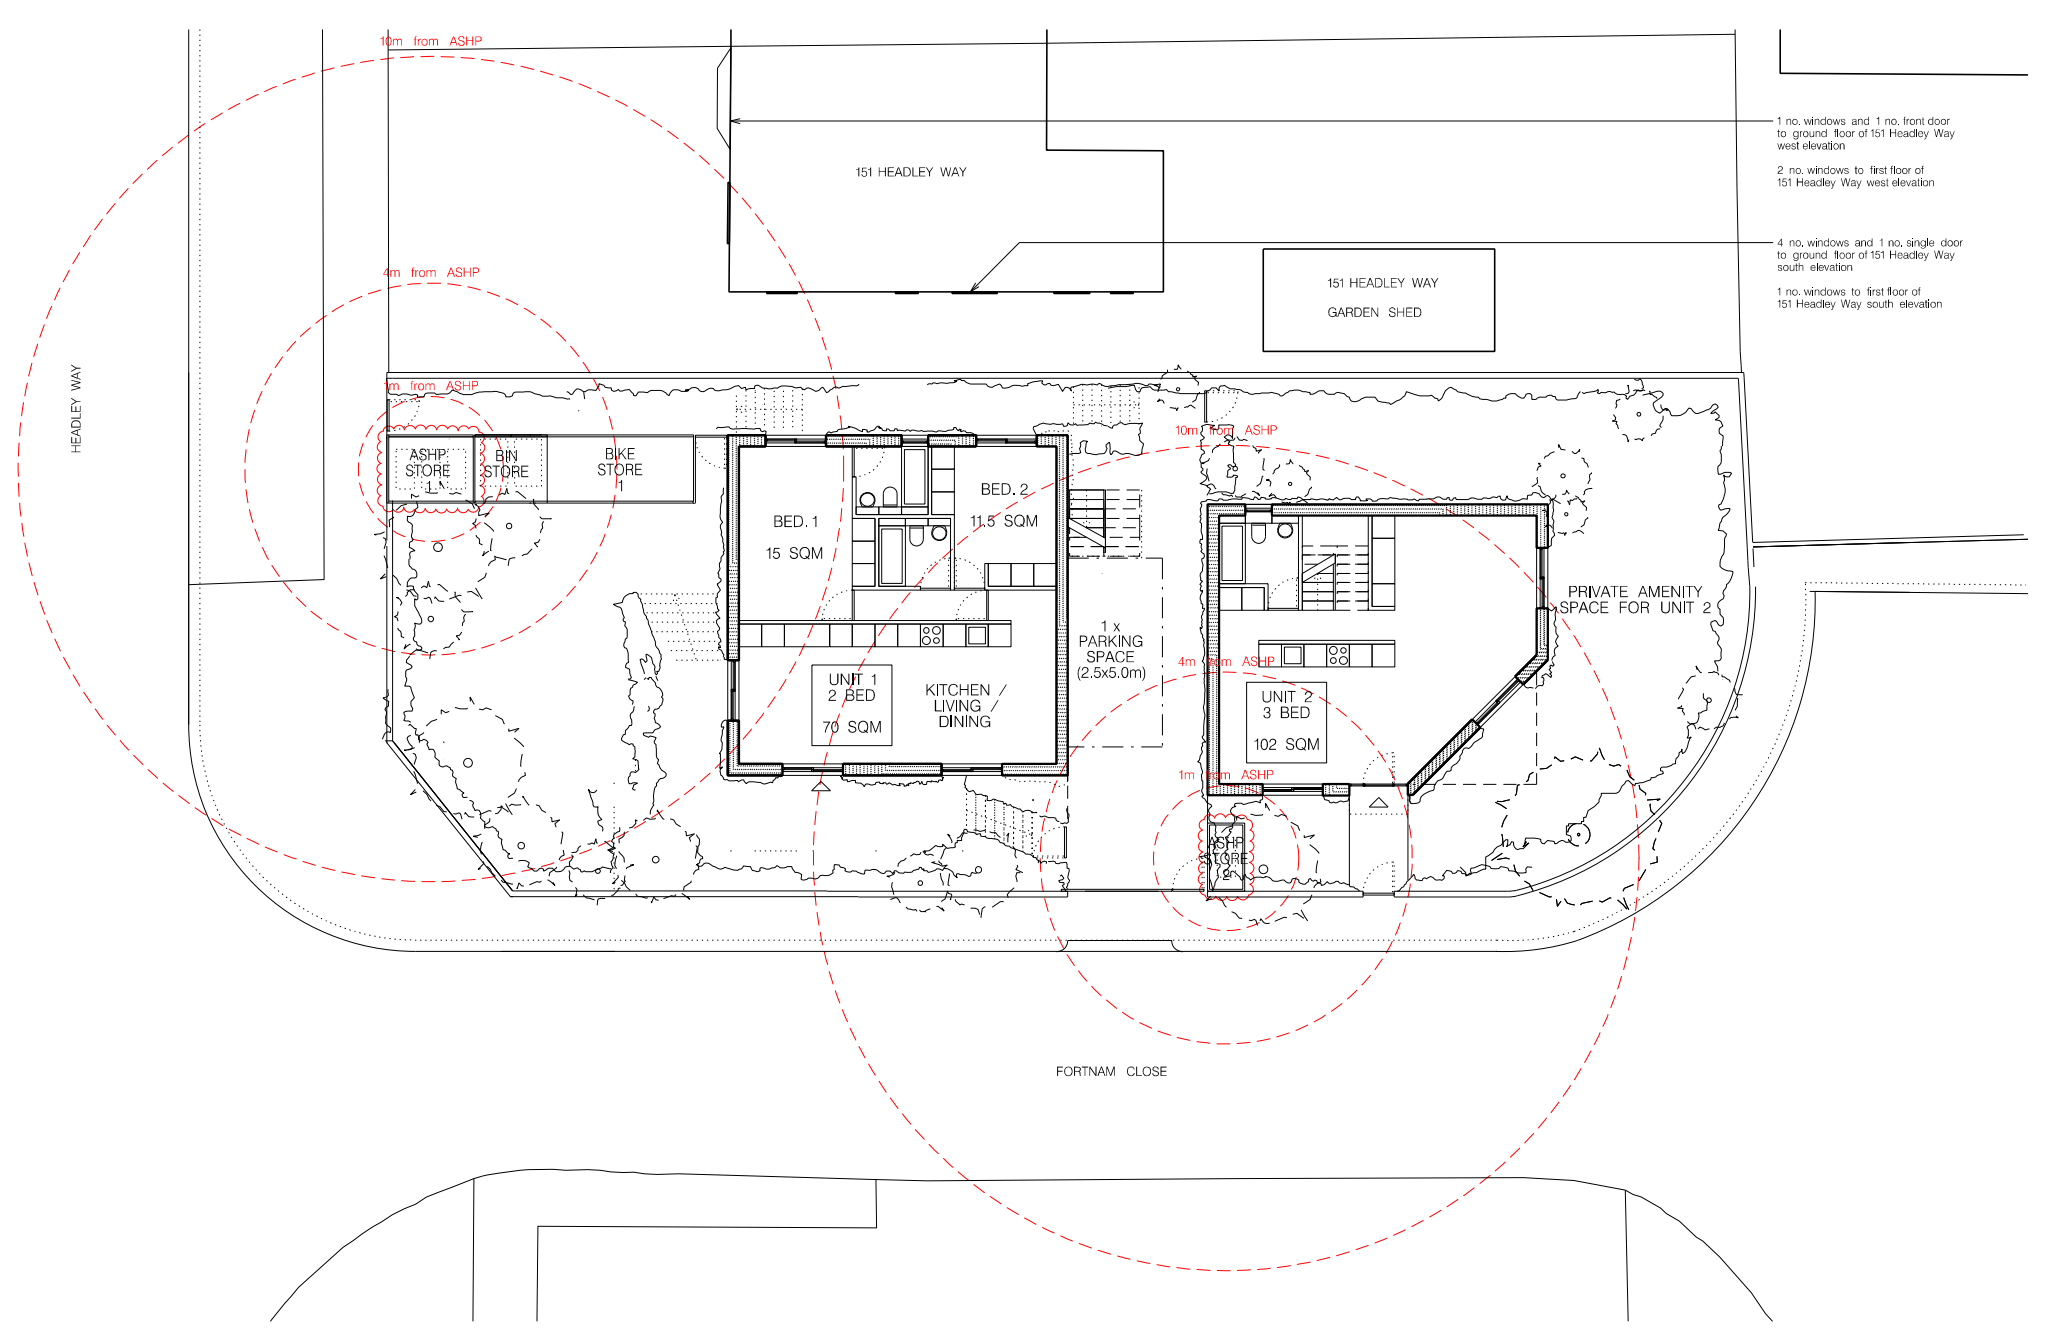 10m from ASHP
1 no. windows and 1 no. front door
to ground floor of 151 Headley Way
west elevation
2 no. windows to first floor of
151 Headley Way west elevation
151 HEADLEY WAY
4 no. windows and 1 no. single door
to ground floor of 151 Headley Way
south elevation
1 no. windows to first floor of
151 Headley Way south elevation
4m from ASHP
151 HEADLEY WAY
GARDEN SHED
HEADLEY WAY
1m from ASHP
10m from ASHP
ASHP
STORE
1
BIN
STORE
BIKE
STORE
1
BED. 1
15 SQM
BED. 2
11.5 SQM
PRIVATE AMENITY
SPACE FOR UNIT 2
1 x
PARKING
SPACE
(2.5x5.0m)
4m from ASHP
UNIT 1
2 BED
70 SQM
KITCHEN /
LIVING /
DINING
UNIT 2
3 BED
102 SQM
1m from ASHP
ASHP
STORE
2
FORTNAM CLOSE